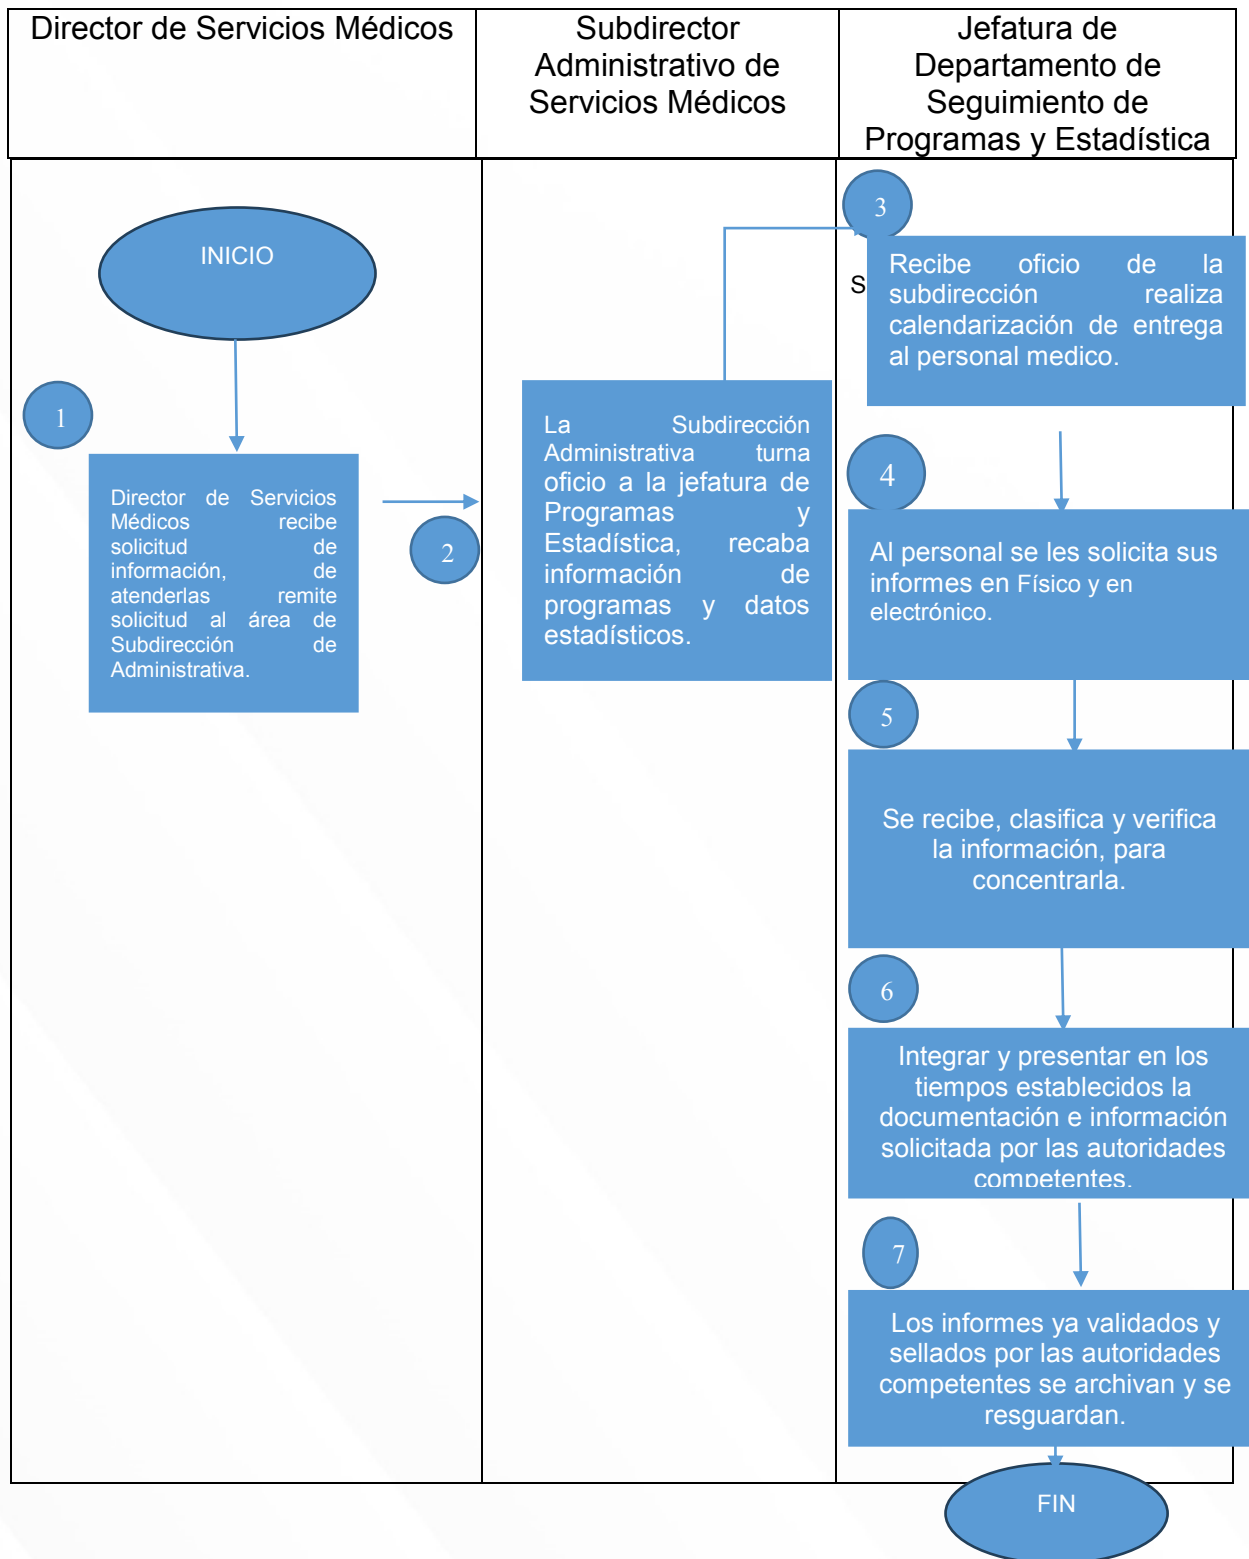 Director de Servicios Médicos
Subdirector
Administrativo de
Servicios Médicos
Jefatura de
Departamento de
Seguimiento de
Programas y Estadística
INICIO
1
Director de Servicios
Médicos recibe
solicitud de
información, de
atenderlas remite
solicitud al área de
Subdirección de
Administrativa.
2
La Subdirección
Administrativa turna
oficio a la jefatura de
Programas y
Estadística, recaba
información de
programas y datos
estadísticos.
3
S
Recibe oficio de la
subdirección realiza
calendarización de entrega
al personal medico.
4
Al personal se les solicita sus
informes en Físico y en
electrónico.
5
Se recibe, clasifica y verifica
la información, para
concentrarla.
6
Integrar y presentar en los
tiempos establecidos la
documentación e información
solicitada por las autoridades
competentes.
7
Los informes ya validados y
sellados por las autoridades
competentes se archivan y se
resguardan.
FIN